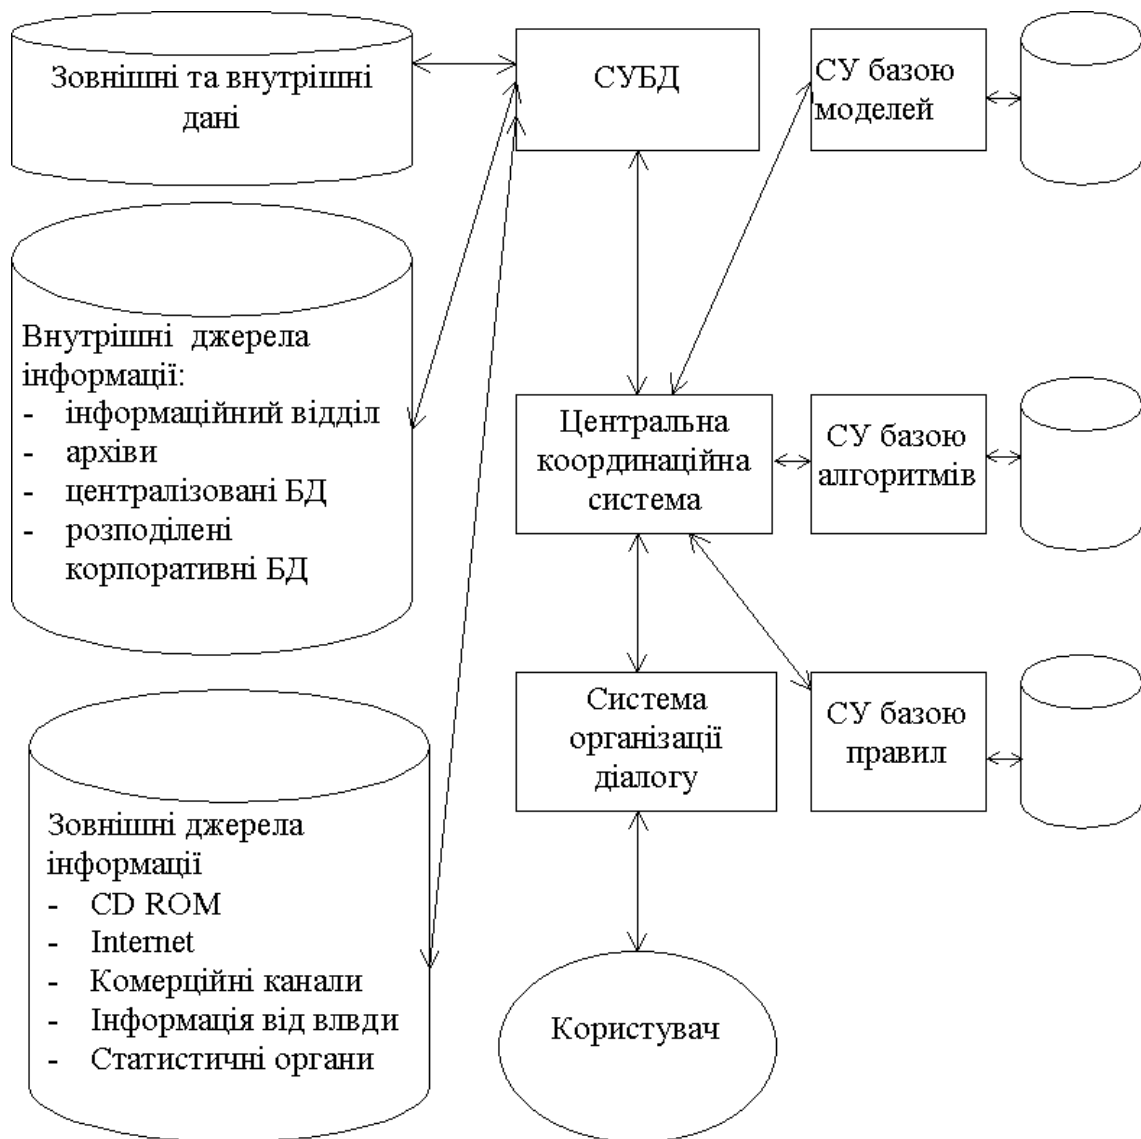 Зовнішні та внутрішні
дані
СУБД
СУ базою
моделей
Внутрішні джерела
інформації:
- інформаційний відділ
- архіви
- централізовані БД
- розподілені
корпоративні БД
Центральна
координаційна
система
СУ базою
алгоритмів
Система
організації
діалогу
СУ базою
правил
Зовнішні джерела
інформації
- CD ROM
- Internet
- Комерційні канали
- Інформація від влвди
- Статистичні органи
Користувач